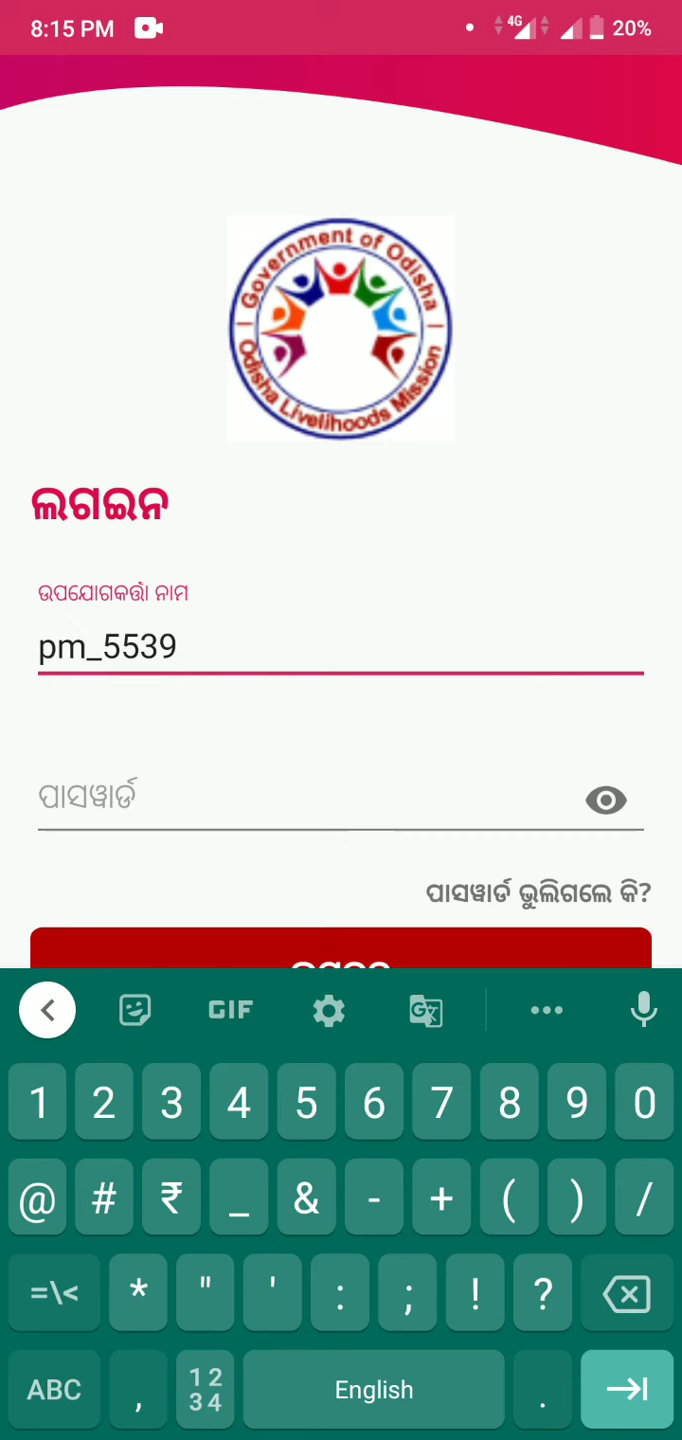 8:15 PM 4G 20%
| Government of Odisha |
Odisha Livelihoods Mission
ଲଗଇନ
ଉପଯୋଗକର୍ତ୍ତା ନାମ
pm_5539
ପାସୱାର୍ଡ
ପାସୱାର୍ଡ ଭୁଲିଗଲେ କି?
GIF
1 2 3 4 5 6 7 8 9 0
@ # ₹ _ & - + ( ) /
=\< * " ' : ; ! ?
ABC , 12 34 English .